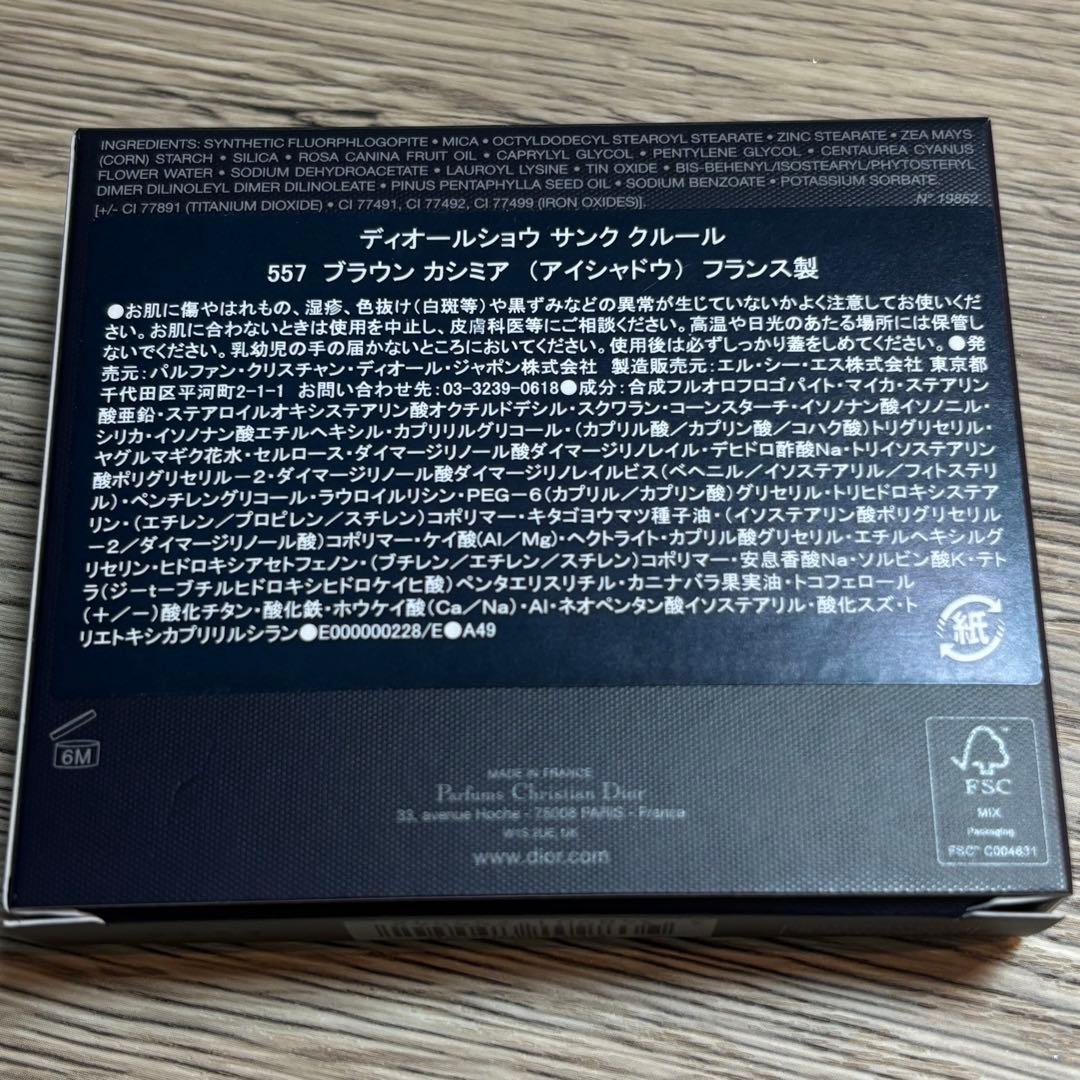 INGREDIENTS: SYNTHETIC FLUORPHLOGOPITE • MICA • OCTYLDODECYL STEAROYL STEARATE • ZINC STEARATE • ZEA MAYS
(CORN) STARCH • SILICA • ROSA CANINA FRUIT OIL • CAPRYLYL GLYCOL • PENTYLENE GLYCOL • CENTAUREA CYANUS
FLOWER WATER • SODIUM DEHYDROACETATE • LAUROYL LYSINE • TIN OXIDE • BIS-BEHENYL/ISOSTEARYL/PHYTOSTERYL
DIMER DILINOLEYL DIMER DILINOLEATE • PINUS PENTAPHYLLA SEED OIL • SODIUM BENZOATE • POTASSIUM SORBATE.
[+/- CI 77891 (TITANIUM DIOXIDE) • CI 77491, CI 77492, CI 77499 (IRON OXIDES)]. N° 19852
ディオールショウ サンク クルール
557 ブラウン カシミア （アイシャドウ） フランス製
●お肌に傷やはれもの、湿疹、色抜け(白斑等)や黒ずみなどの異常が生じていないかよく注意してお使いくだ
さい。お肌に合わないときは使用を中止し、皮膚科医等にご相談ください。高温や日光のあたる場所には保管し
ないでください。乳幼児の手の届かないところにおいてください。使用後は必ずしっかり蓋をしめてください。●発
売元：パルファン・クリスチャン・ディオール・ジャポン株式会社 製造販売元：エル・シー・エス株式会社 東京都
千代田区平河町2-1-1 お問い合わせ先：03-3239-0618●成分：合成フルオロフロゴパイト・マイカ・ステアリン
酸亜鉛・ステアロイルオキシステアリン酸オクチルドデシル・スクワラン・コーンスターチ・イソノナン酸イソノニル・
シリカ・イソノナン酸エチルヘキシル・カプリリルグリコール・(カプリル酸／カプリン酸／コハク酸)トリグリセリル・
ヤグルマギク花水・セルロース・ダイマージリノール酸ダイマージリノレイル・デヒドロ酢酸Na・トリイソステアリン
酸ポリグリセリル－2・ダイマージリノール酸ダイマージリノレイルビス(ベヘニル／イソステアリル／フィトステリ
ル)・ペンチレングリコール・ラウロイルリシン・PEG－6(カプリル／カプリン酸)グリセリル・トリヒドロキシステア
リン・(エチレン／プロピレン／スチレン)コポリマー・キタゴヨウマツ種子油・(イソステアリン酸ポリグリセリル
－2／ダイマージリノール酸)コポリマー・ケイ酸(Al／Mg)・ヘクトライト・カプリル酸グリセリル・エチルヘキシルグ
リセリン・ヒドロキシアセトフェノン・(ブチレン／エチレン／スチレン)コポリマー・安息香酸Na・ソルビン酸K・テト
ラ(ジーt－ブチルヒドロキシヒドロケイヒ酸)ペンタエリスリチル・カニナバラ果実油・トコフェロール
(＋／－)酸化チタン・酸化鉄・ホウケイ酸(Ca／Na)・Al・ネオペンタン酸イソステアリル・酸化スズ・ト
リエトキシカプリリルシラン●E000000228/E●A49
紙
6M
MADE IN FRANCE
Parfums Christian Dior
33, avenue Hoche - 75008 PARIS - France
W1S 2UE, UK
www.dior.com
FSC
MIX
Packaging
FSC™ C004631